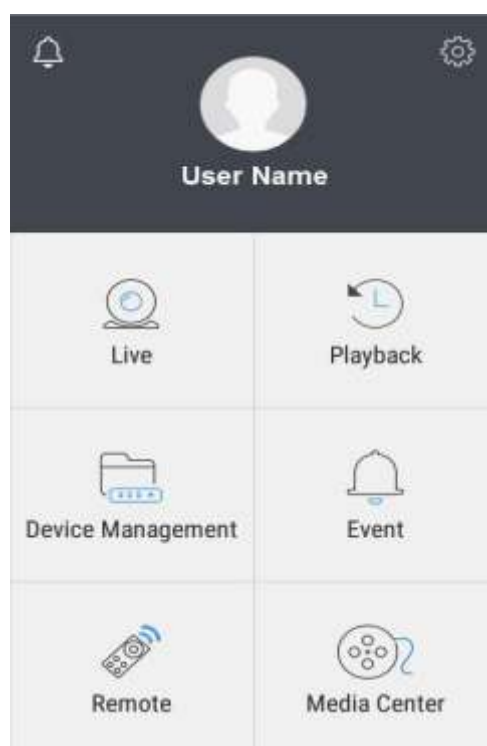 User Name
Live
Playback
Device Management
Event
Remote
Media Center